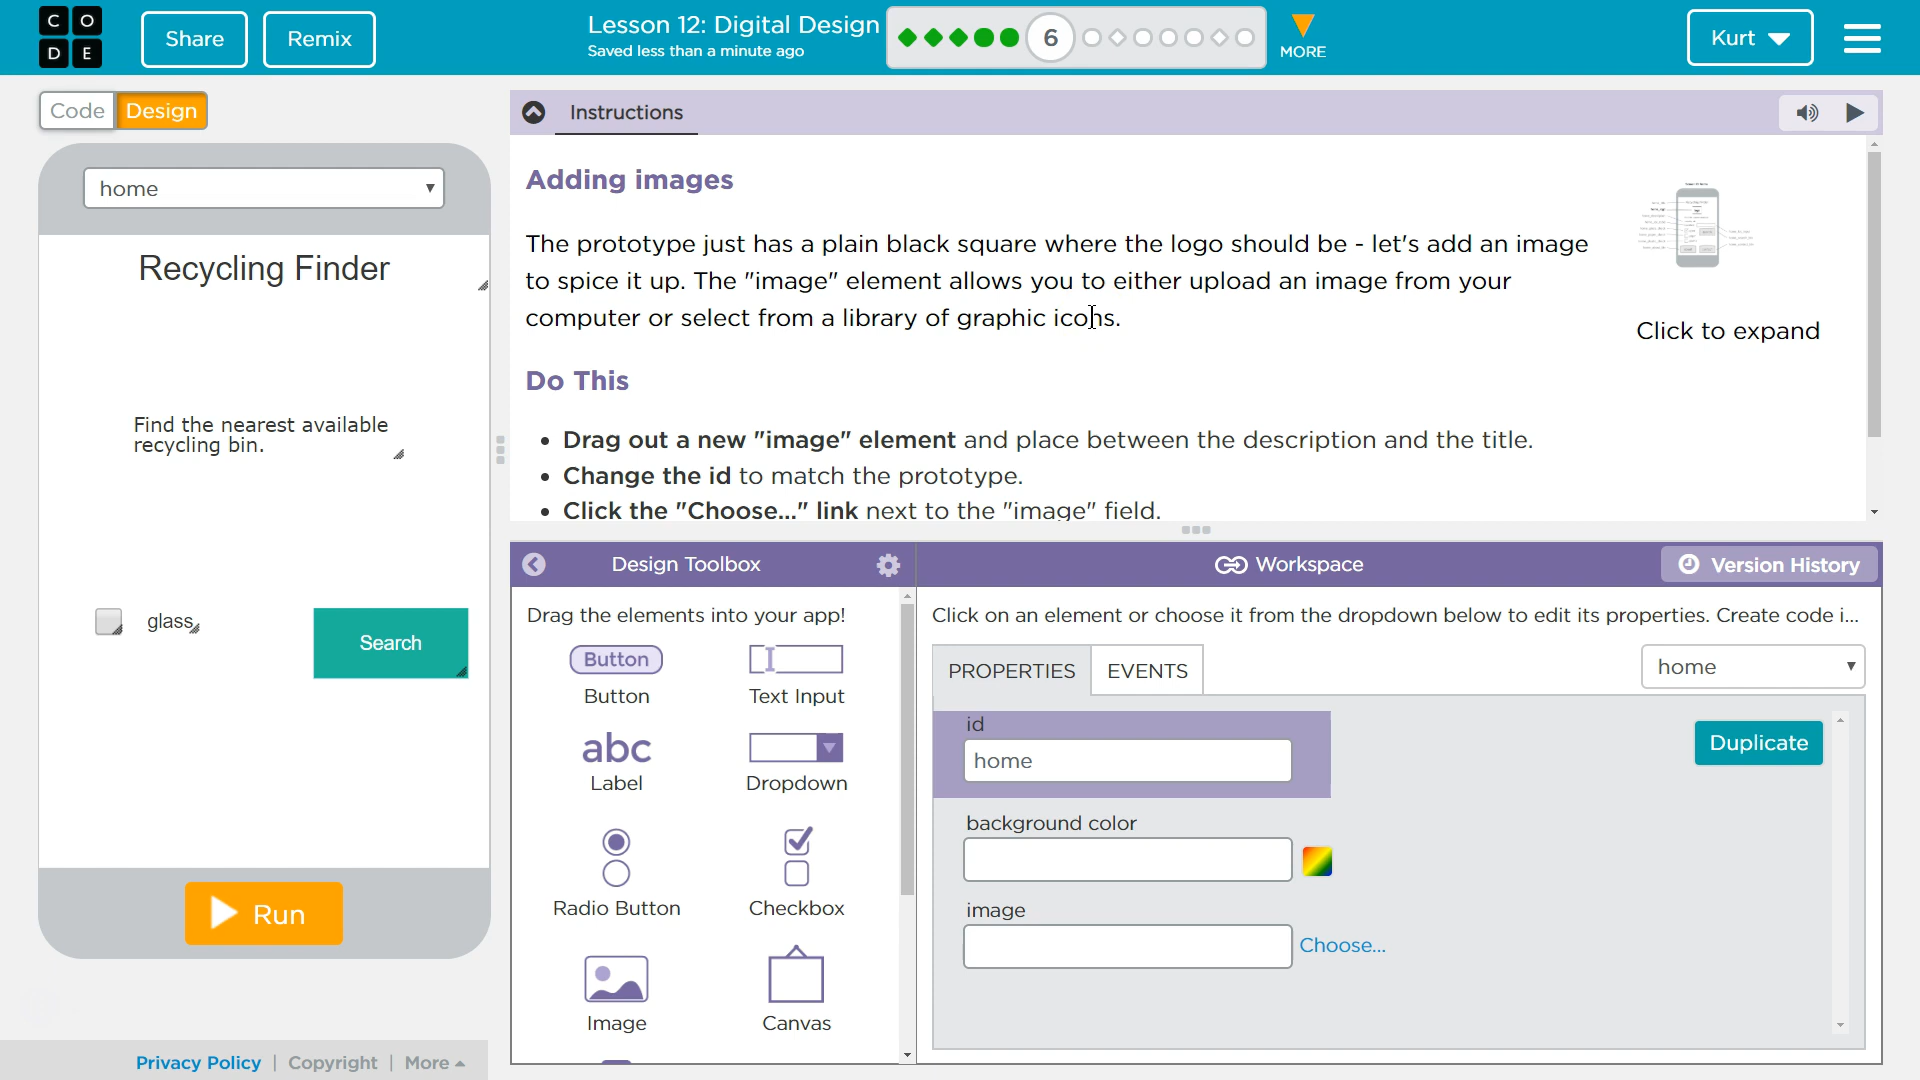 CODE
Share
Remix
Lesson 12: Digital Design
Saved less than a minute ago
6
MORE
Kurt
Code
Design
home
Recycling Finder
Find the nearest available
recycling bin.
glass
Search
Run
Privacy Policy | Copyright | More
Instructions
Adding images
The prototype just has a plain black square where the logo should be - let's add an image
to spice it up. The "image" element allows you to either upload an image from your
computer or select from a library of graphic icons.
Click to expand
Do This
• Drag out a new "image" element and place between the description and the title.
• Change the id to match the prototype.
• Click the "Choose..." link next to the "image" field.
Design Toolbox
Drag the elements into your app!
Button
Button
Text Input
abc
Label
Dropdown
Radio Button
Checkbox
Image
Canvas
Workspace
Version History
Click on an element or choose it from the dropdown below to edit its properties. Create code i...
PROPERTIES
EVENTS
home
id
home
Duplicate
background color
image
Choose...